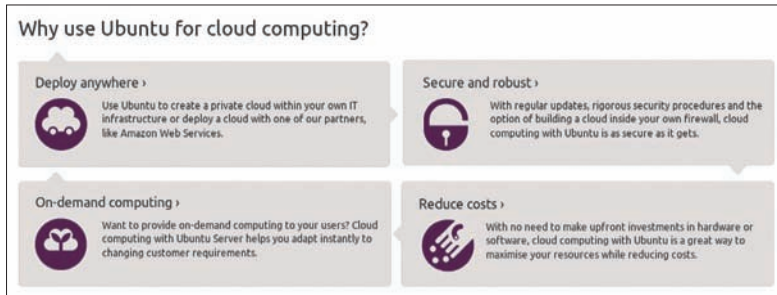 Why use Ubuntu for cloud computing?
Deploy anywhere ›
Use Ubuntu to create a private cloud within your own IT
infrastructure or deploy a cloud with one of our partners,
like Amazon Web Services.
Secure and robust ›
With regular updates, rigorous security procedures and the
option of building a cloud inside your own firewall, cloud
computing with Ubuntu is as secure as it gets.
On-demand computing ›
Want to provide on-demand computing to your users? Cloud
computing with Ubuntu Server helps you adapt instantly to
changing customer requirements.
Reduce costs ›
With no need to make upfront investments in hardware or
software, cloud computing with Ubuntu is a great way to
maximise your resources while reducing costs.